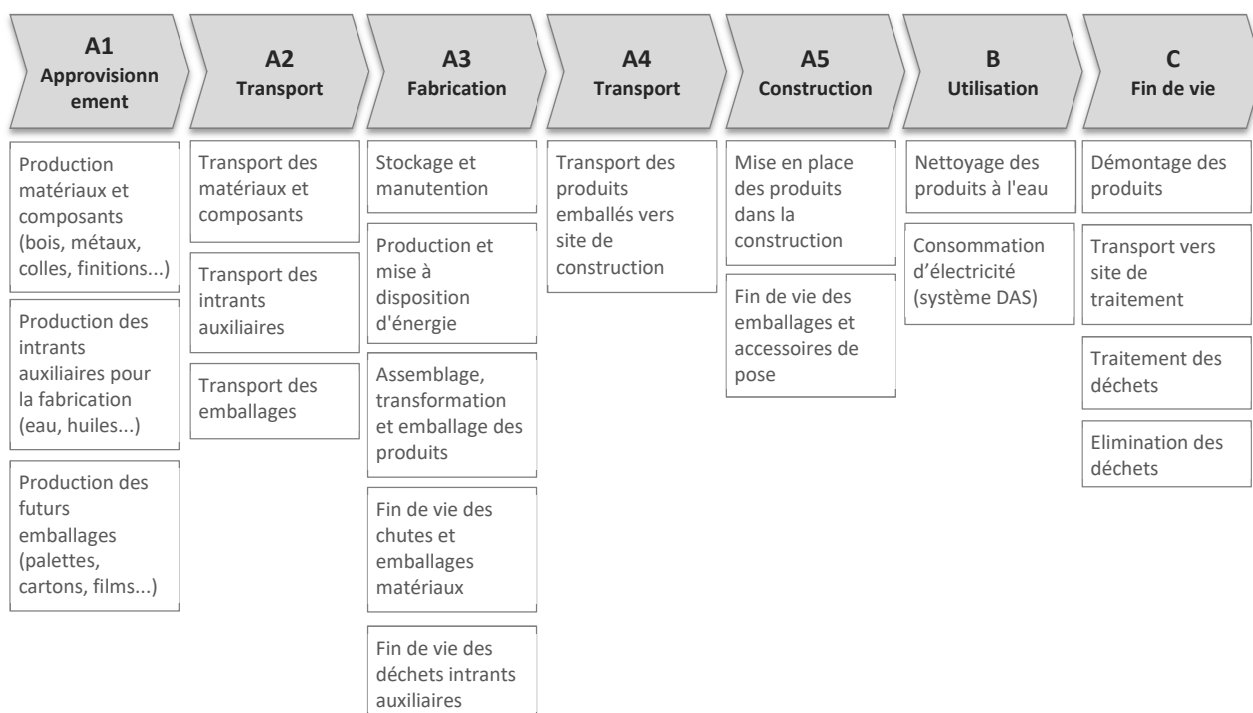 A1
Approvisionn
ement
A2
Transport
A3
Fabrication
A4
Transport
A5
Construction
B
Utilisation
C
Fin de vie
Production
matériaux et
composants
(bois, métaux,
colles, finitions...)
Production des
intrants
auxiliaires pour
la fabrication
(eau, huiles...)
Production des
futurs
emballages
(palettes,
cartons, films...)
Transport des
matériaux et
composants
Transport des
intrants
auxiliaires
Transport des
emballages
Stockage et
manutention
Production et
mise à
disposition
d'énergie
Assemblage,
transformation
et emballage des
produits
Fin de vie des
chutes et
emballages
matériaux
Fin de vie des
déchets intrants
auxiliaires
Transport des
produits
emballés vers
site de
construction
Mise en place
des produits
dans la
construction
Fin de vie des
emballages et
accessoires de
pose
Nettoyage des
produits à l'eau
Consommation
d’électricité
(système DAS)
Démontage des
produits
Transport vers
site de
traitement
Traitement des
déchets
Elimination des
déchets